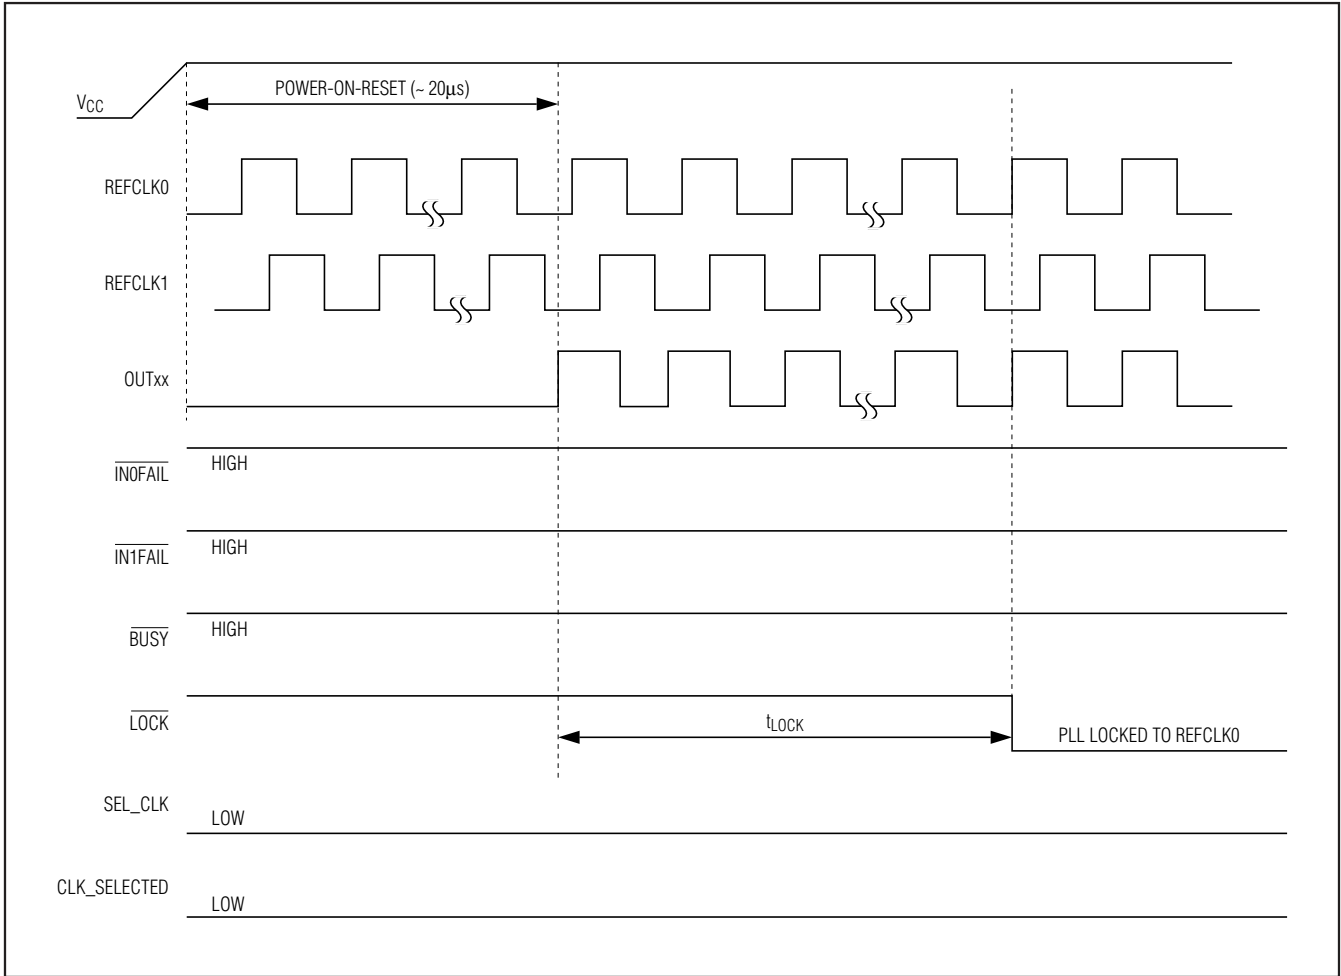 POWER-ON-RESET (~ 20μs)
VCC
REFCLK0
REFCLK1
OUTxx
IN0FAIL
HIGH
IN1FAIL
HIGH
BUSY
HIGH
LOCK
tLOCK
PLL LOCKED TO REFCLK0
SEL_CLK
LOW
CLK_SELECTED
LOW